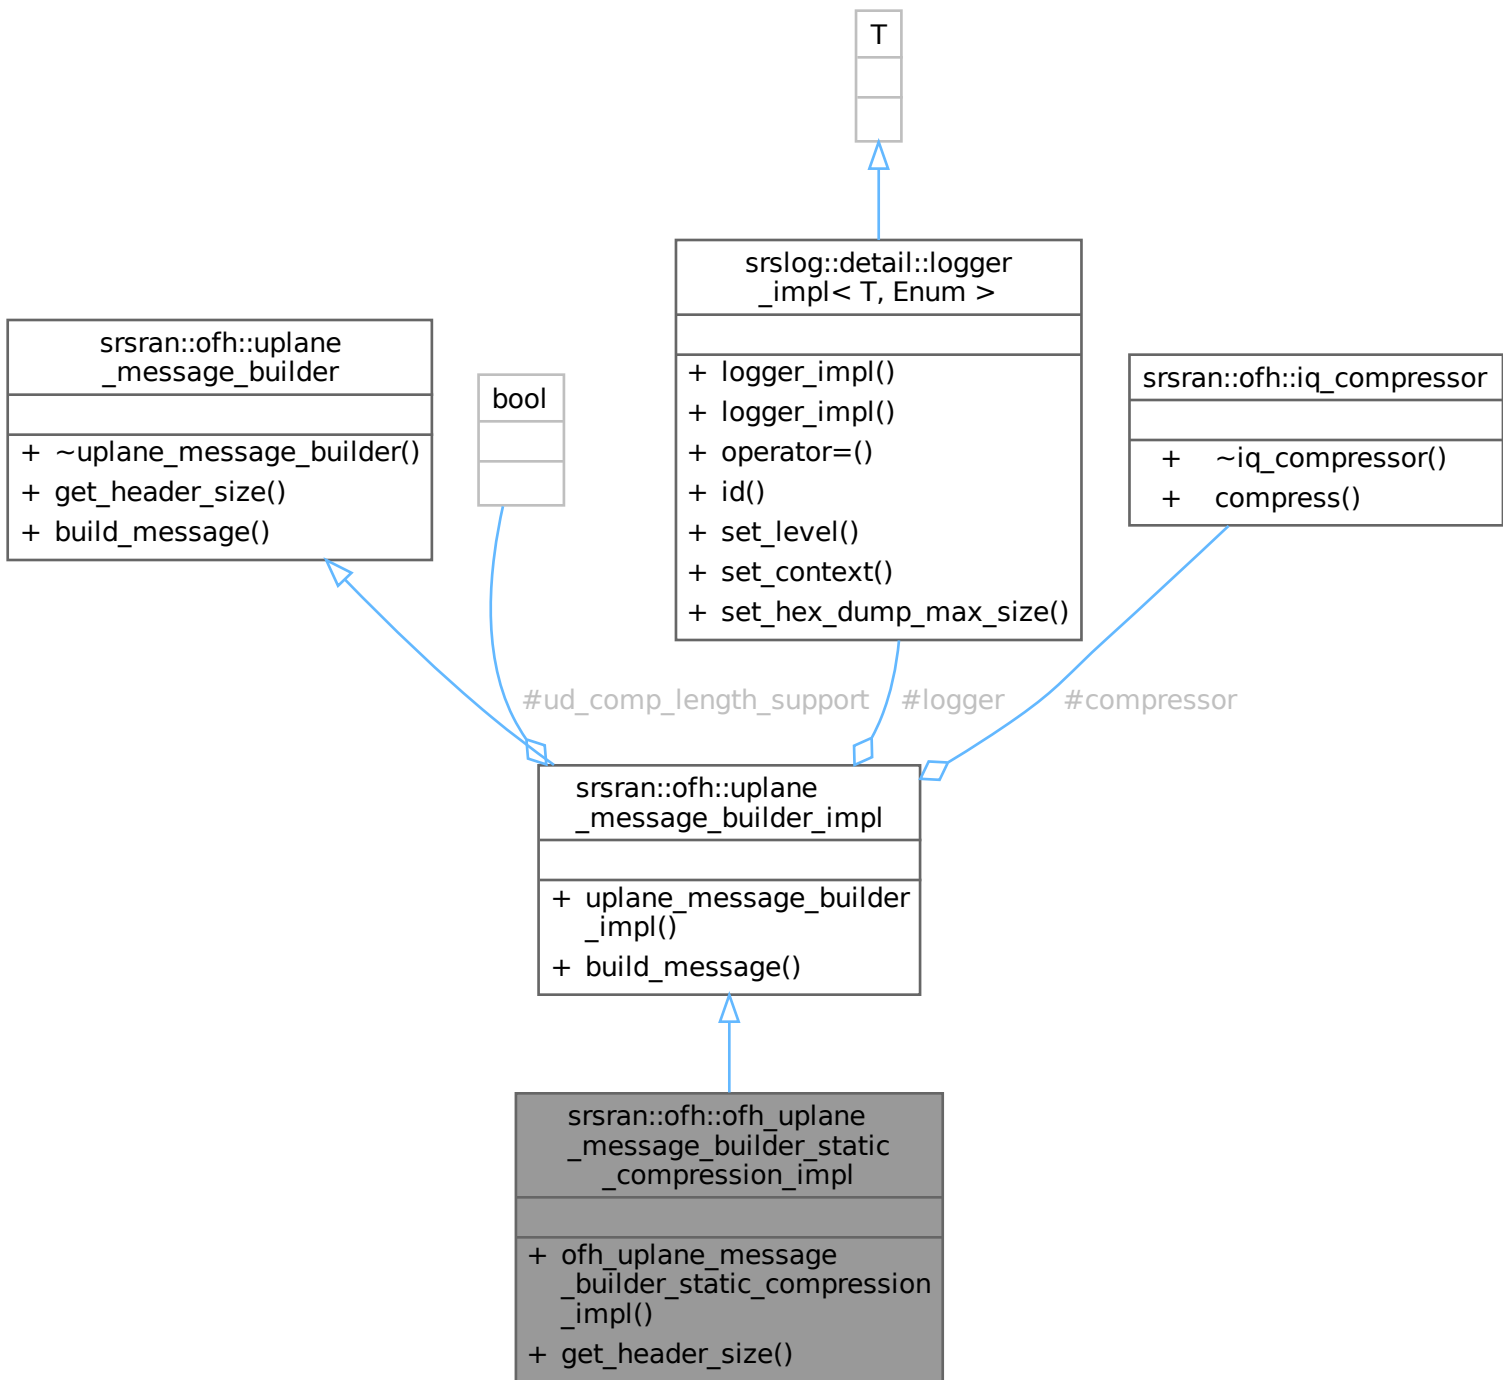 T
srslog::detail::logger
_impl< T, Enum >
+ logger_impl()
+ logger_impl()
+ operator=()
+ id()
+ set_level()
+ set_context()
+ set_hex_dump_max_size()
srsran::ofh::uplane
_message_builder
+ ~uplane_message_builder()
+ get_header_size()
+ build_message()
bool
srsran::ofh::iq_compressor
+ ~iq_compressor()
+ compress()
#ud_comp_length_support
#logger
#compressor
srsran::ofh::uplane
_message_builder_impl
+ uplane_message_builder
_impl()
+ build_message()
srsran::ofh::ofh_uplane
_message_builder_static
_compression_impl
+ ofh_uplane_message
_builder_static_compression
_impl()
+ get_header_size()